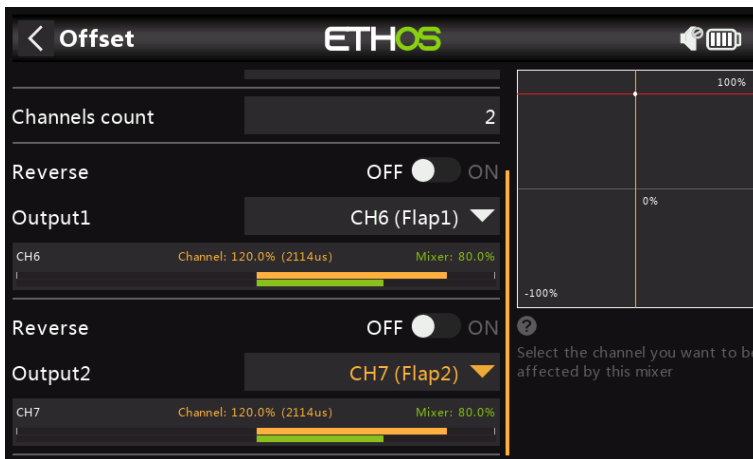 Offset
ETHOS
Channels count 2
Reverse OFF ON
Output1 CH6 (Flap1)
CH6 Channel: 120.0% (2114us) Mixer: 80.0%
Reverse OFF ON
Output2 CH7 (Flap2)
CH7 Channel: 120.0% (2114us) Mixer: 80.0%
100%
0%
-100%
?
Select the channel you want to be
affected by this mixer